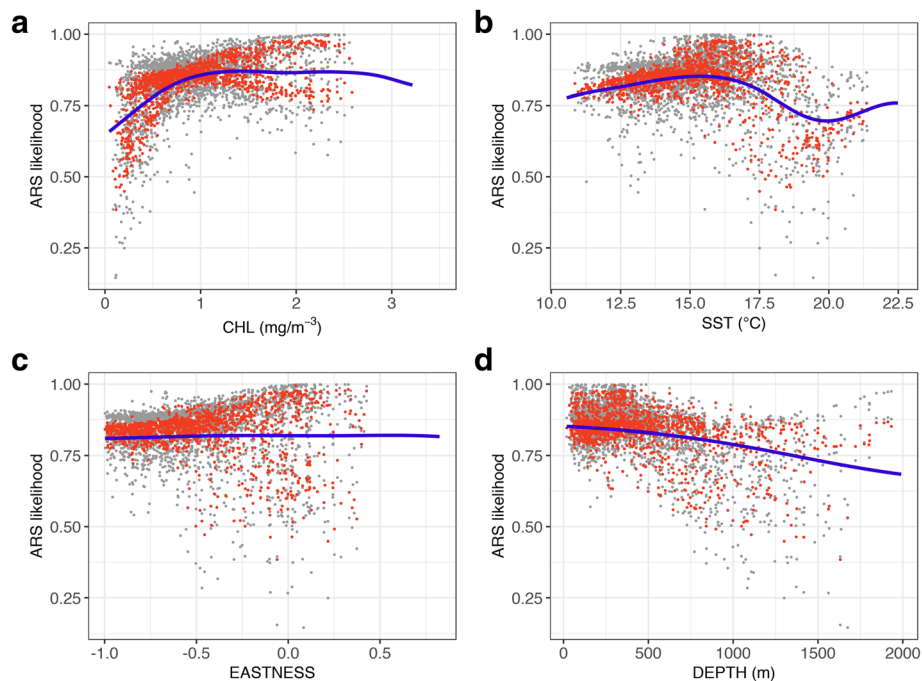 a
1.00
0.75
0.50
0.25
ARS likelihood
0 1 2 3
CHL (mg/m⁻³)
b
1.00
0.75
0.50
0.25
ARS likelihood
10.0 12.5 15.0 17.5 20.0 22.5
SST (°C)
c
1.00
0.75
0.50
0.25
ARS likelihood
-1.0 -0.5 0.0 0.5
EASTNESS
d
1.00
0.75
0.50
0.25
ARS likelihood
0 500 1000 1500 2000
DEPTH (m)